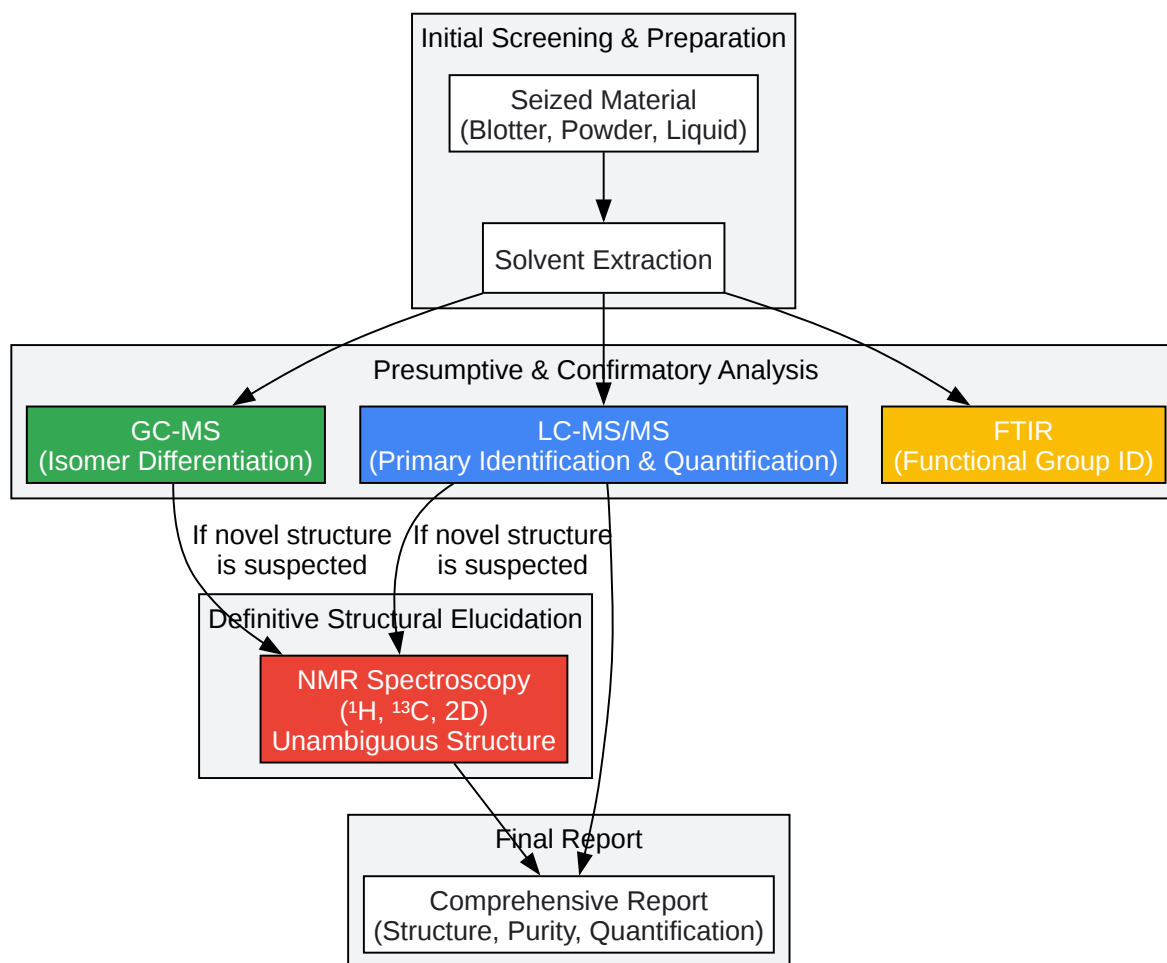 Initial Screening & Preparation
Seized Material
(Blotter, Powder, Liquid)
Solvent Extraction
Presumptive & Confirmatory Analysis
GC-MS
(Isomer Differentiation)
LC-MS/MS
(Primary Identification & Quantification)
FTIR
(Functional Group ID)
If novel structure
is suspected
If novel structure
is suspected
Definitive Structural Elucidation
NMR Spectroscopy
(¹H, ¹³C, 2D)
Unambiguous Structure
Final Report
Comprehensive Report
(Structure, Purity, Quantification)